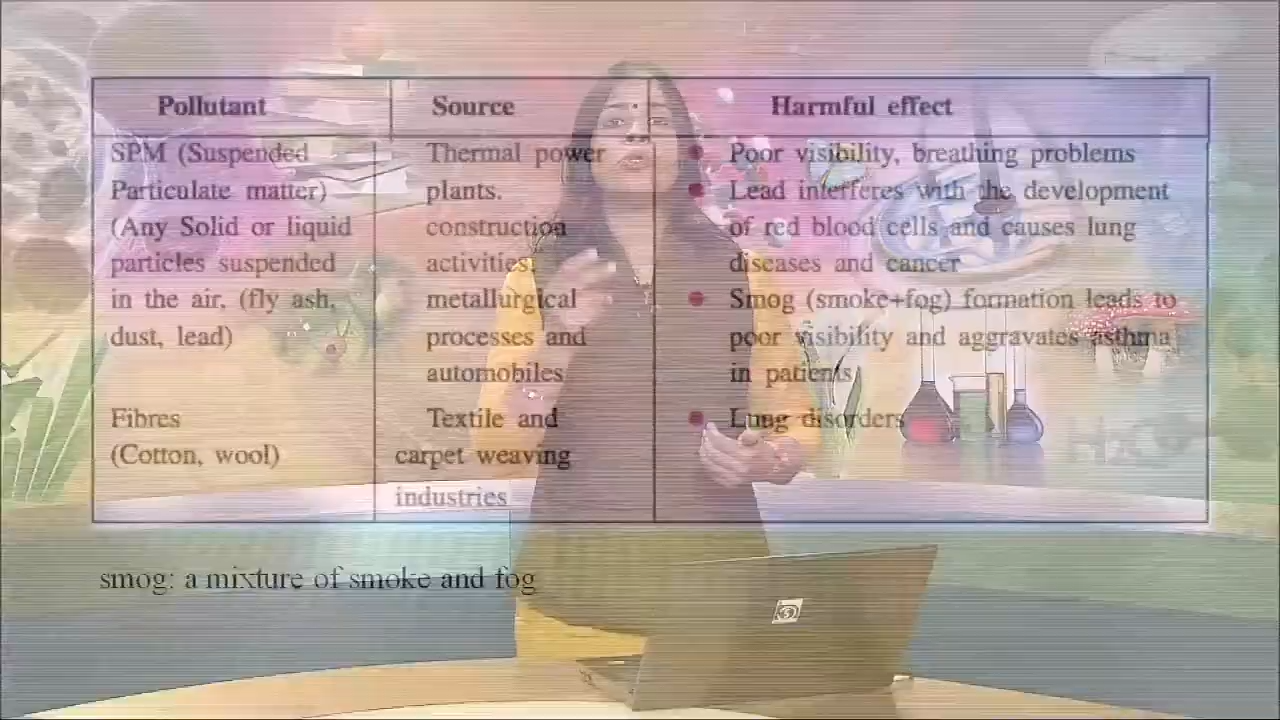 Pollutant Source Harmful effect
SPM (Suspended
Particulate matter)
(Any Solid or liquid
particles suspended
in the air, (fly ash,
dust, lead)
Thermal power
plants.
construction
activities.
metallurgical
processes and
automobiles
Poor visibility, breathing problems
Lead interferes with the development
of red blood cells and causes lung
diseases and cancer
Smog (smoke+fog) formation leads to
poor visibility and aggravates asthma
in patients
Fibres
(Cotton, wool)
Textile and
carpet weaving
industries
Lung disorders
smog: a mixture of smoke and fog